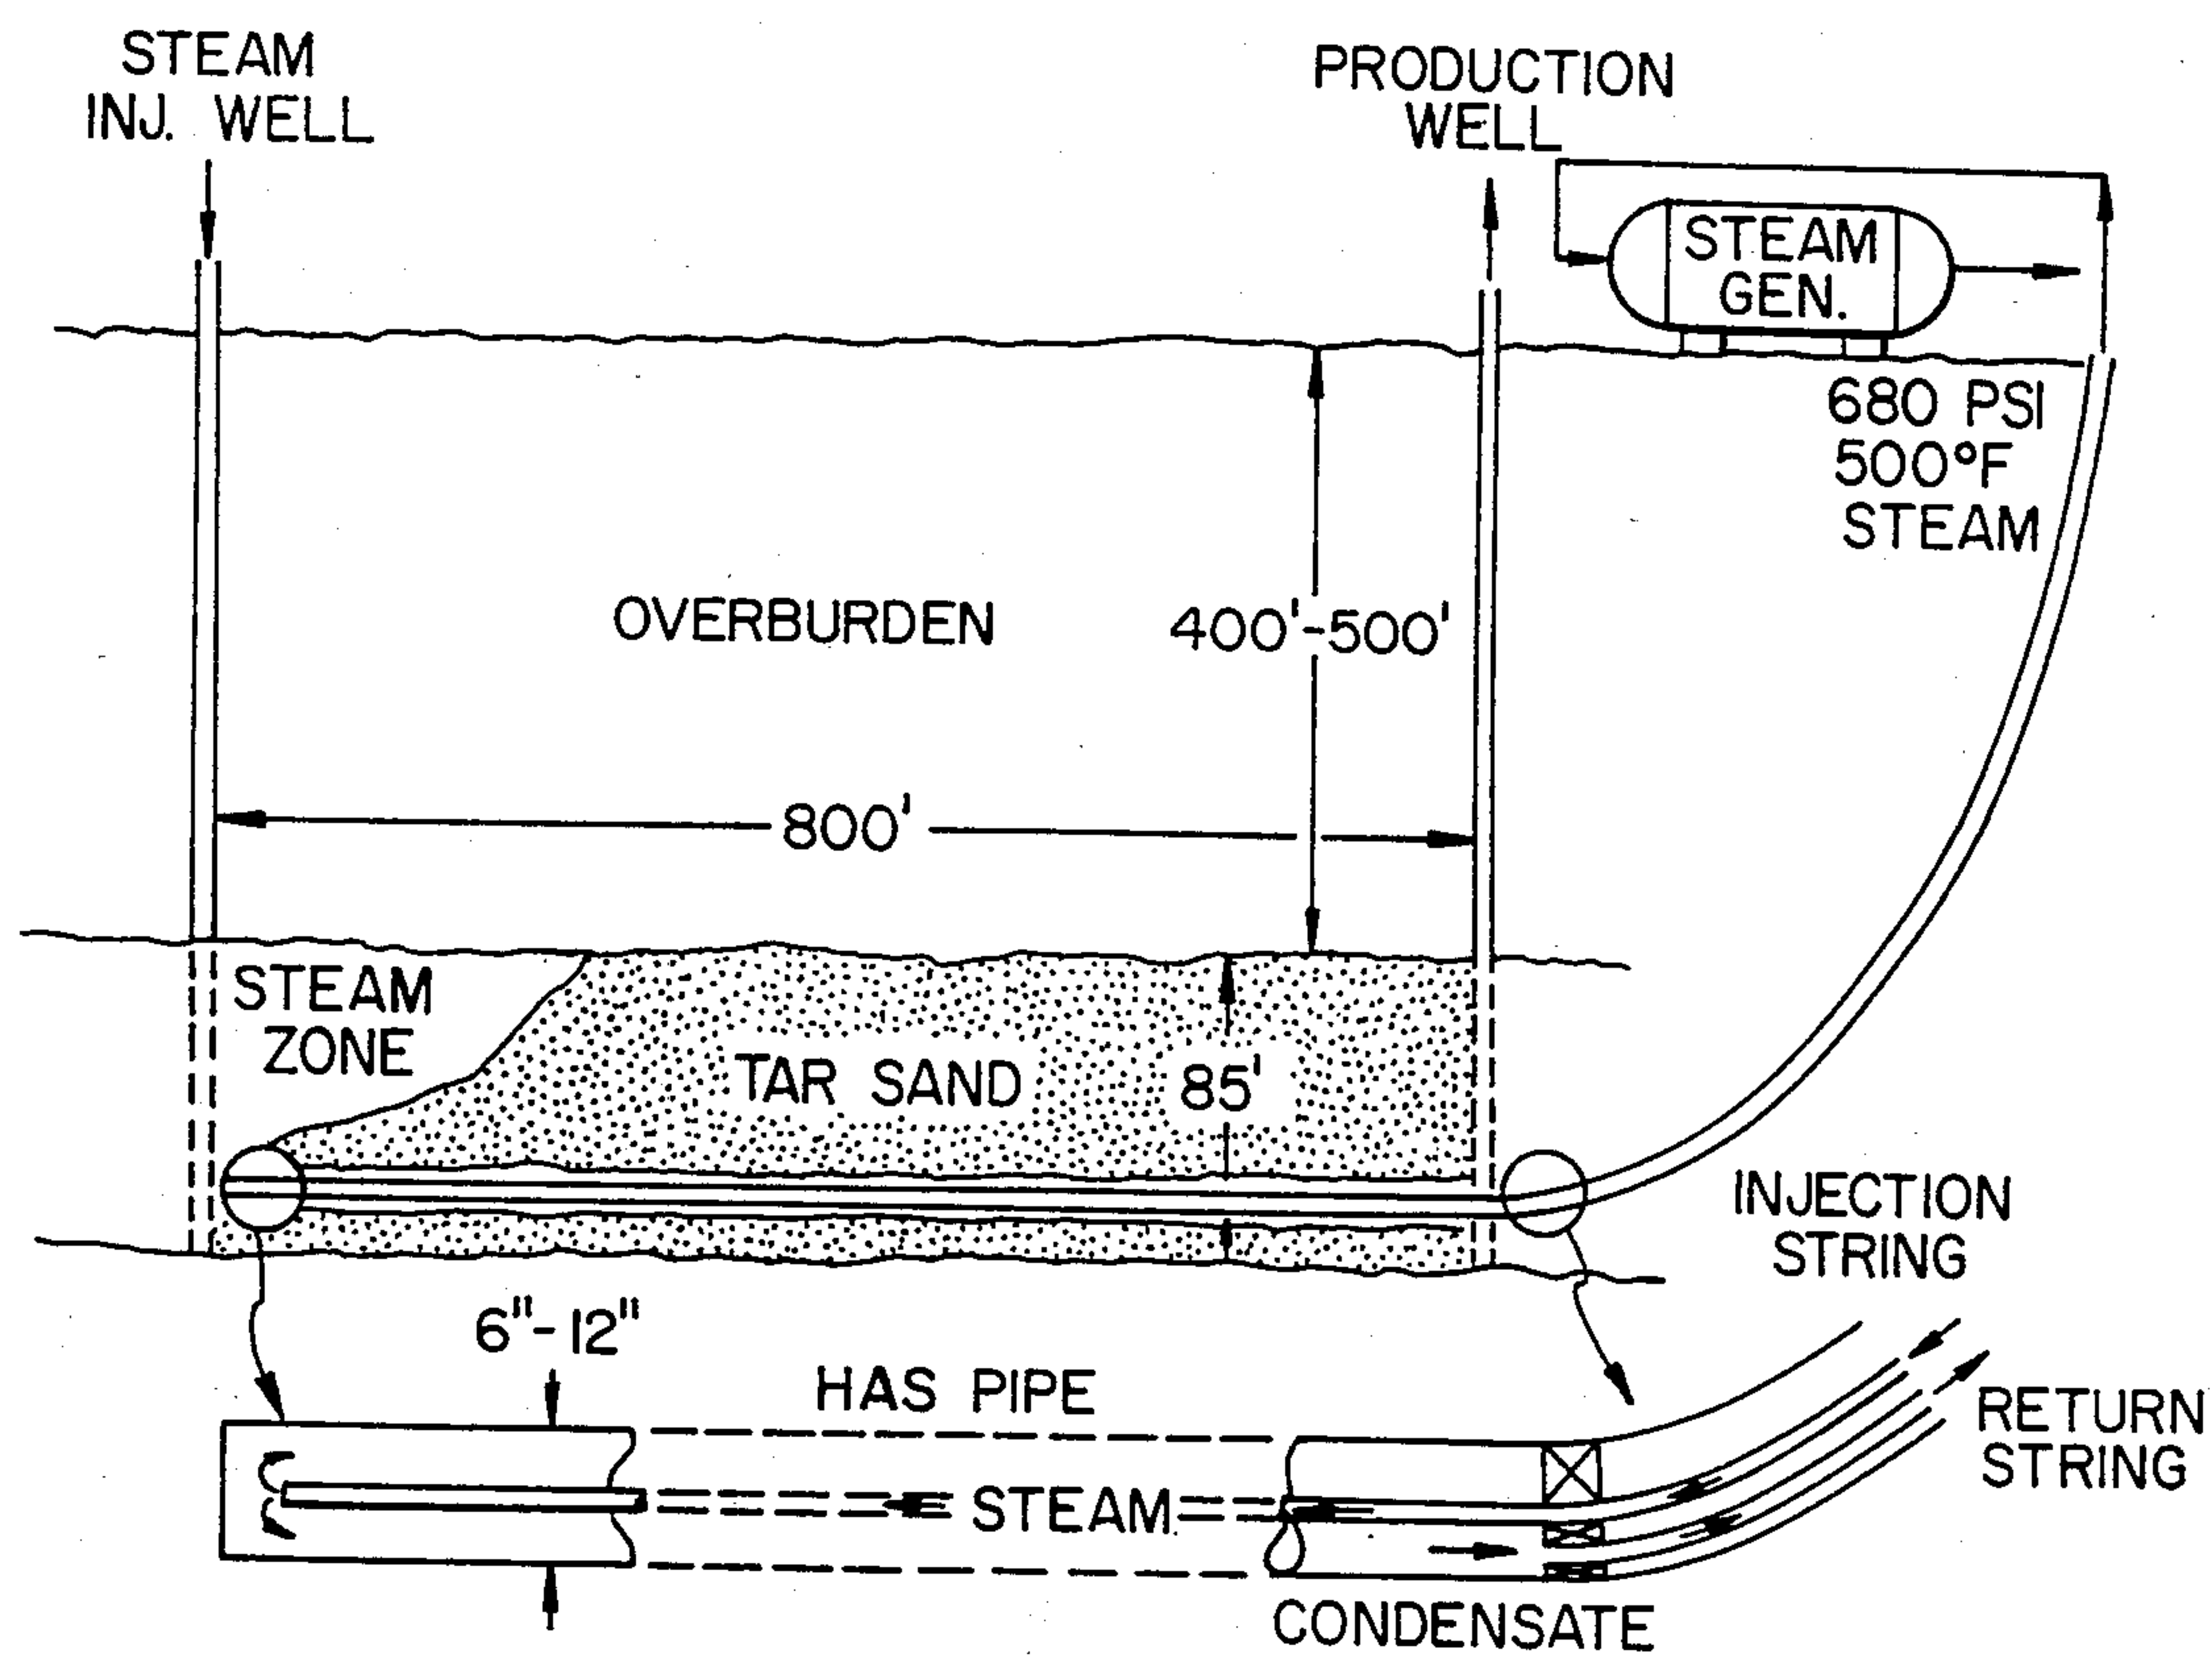 STEAM
INJ. WELL
PRODUCTION
WELL
STEAM
GEN.
680 PSI
500°F
STEAM
OVERBURDEN
400'-500'
800'
STEAM
ZONE
TAR SAND
85'
INJECTION
STRING
6"-12"
HAS PIPE
RETURN
STRING
STEAM
CONDENSATE